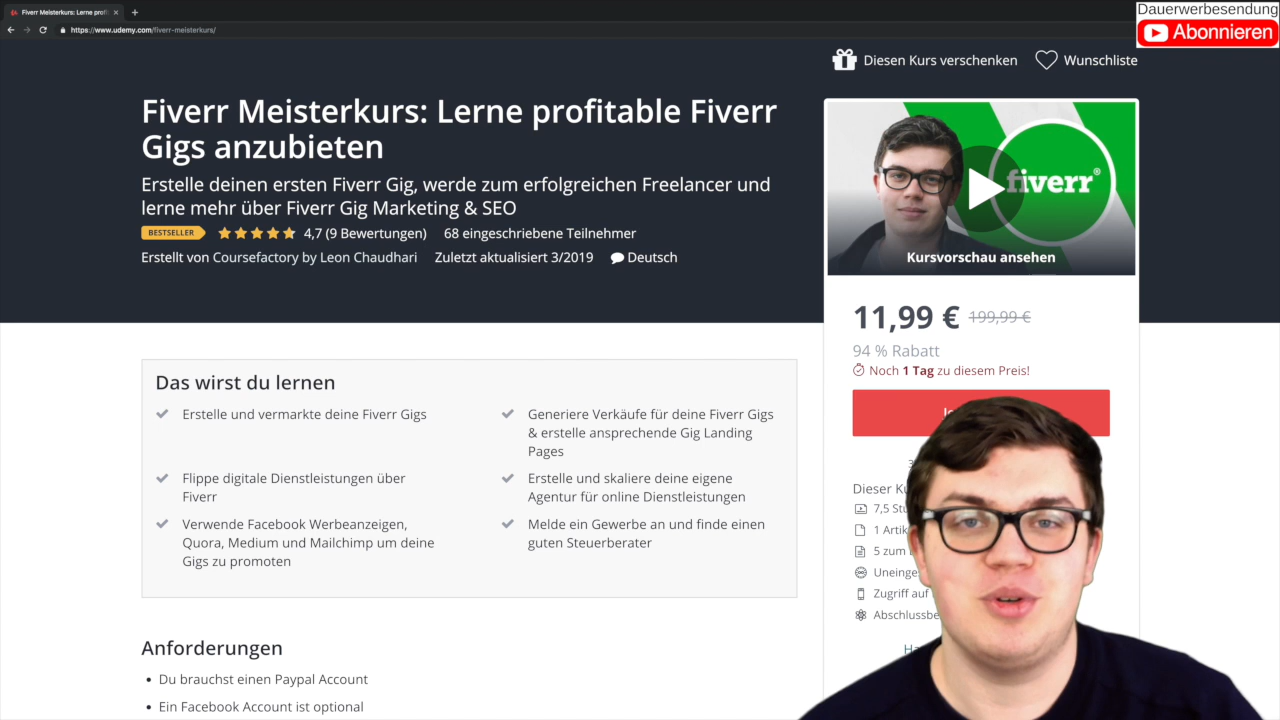 Fiverr Meisterkurs: Lerne profi
https://www.udemy.com/fiverr-meisterkurs/
Dauerwerbesendung
Abonnieren
Diesen Kurs verschenken
Wunschliste
Fiverr Meisterkurs: Lerne profitable Fiverr
Gigs anzubieten
Erstelle deinen ersten Fiverr Gig, werde zum erfolgreichen Freelancer und
lerne mehr über Fiverr Gig Marketing & SEO
BESTSELLER 4,7 (9 Bewertungen) 68 eingeschriebene Teilnehmer
Erstellt von Coursefactory by Leon Chaudhari Zuletzt aktualisiert 3/2019 Deutsch
fiverr®
Kursvorschau ansehen
11,99 € 199,99 €
94 % Rabatt
Noch 1 Tag zu diesem Preis!
Das wirst du lernen
Erstelle und vermarkte deine Fiverr Gigs
Generiere Verkäufe für deine Fiverr Gigs
& erstelle ansprechende Gig Landing
Pages
Flippe digitale Dienstleistungen über
Fiverr
Erstelle und skaliere deine eigene
Agentur für online Dienstleistungen
Verwende Facebook Werbeanzeigen,
Quora, Medium und Mailchimp um deine
Gigs zu promoten
Melde ein Gewerbe an und finde einen
guten Steuerberater
Dieser
7,5
1
5 zum
Zugriff auf
Anforderungen
Du brauchst einen Paypal Account
Ein Facebook Account ist optional